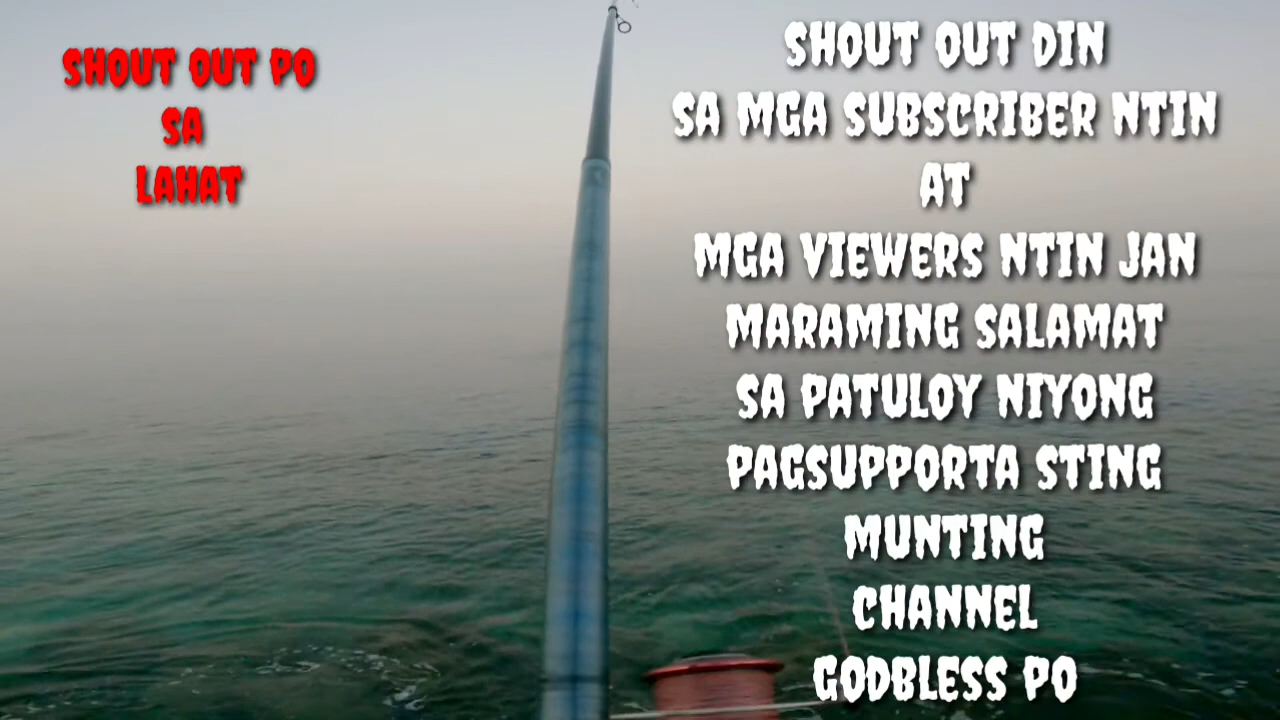 SHOUT OUT PO
SA
LAHAT
SHOUT OUT DIN
SA MGA SUBSCRIBER NTIN
AT
MGA VIEWERS NTIN JAN
MARAMING SALAMAT
SA PATULOY NIYONG
PAGSUPPORTA STING
MUNTING
CHANNEL
GODBLESS PO